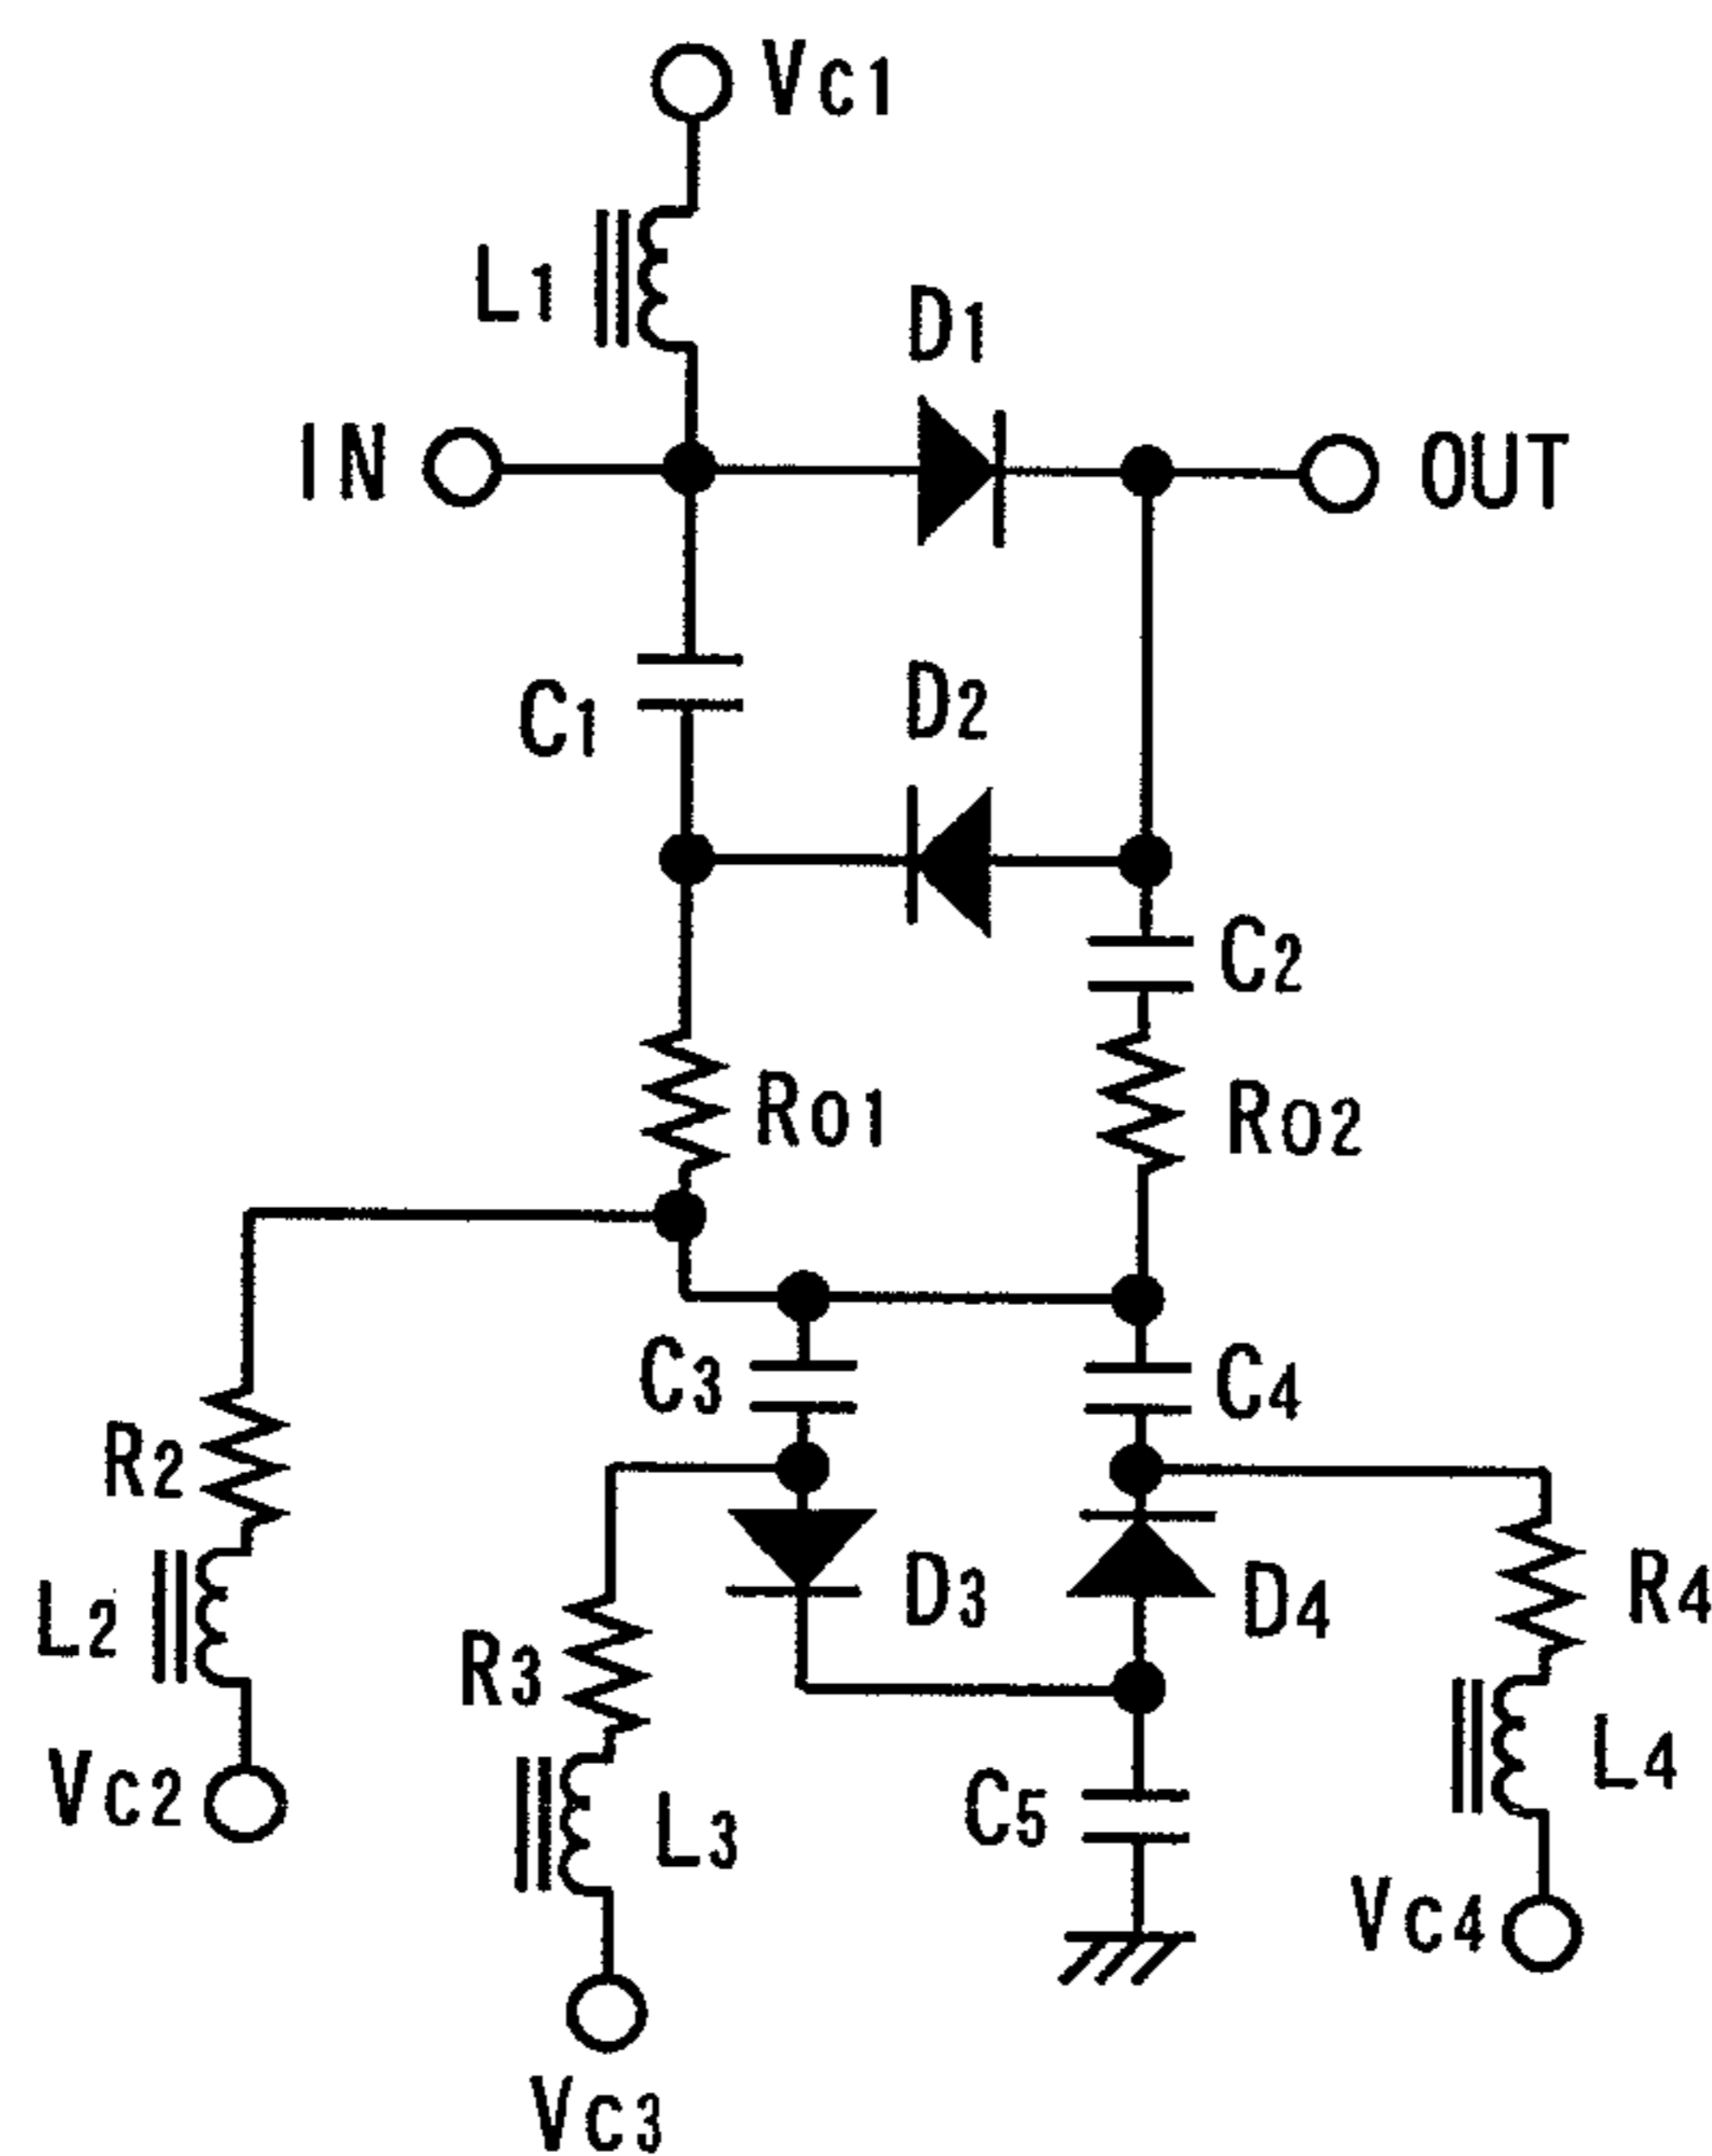 Vc1
L1
D1
IN
OUT
C1
D2
C2
Ro1
Ro2
C3
C4
R2
D3
D4
R4
L2
R3
L4
Vc2
C5
L3
Vc4
Vc3